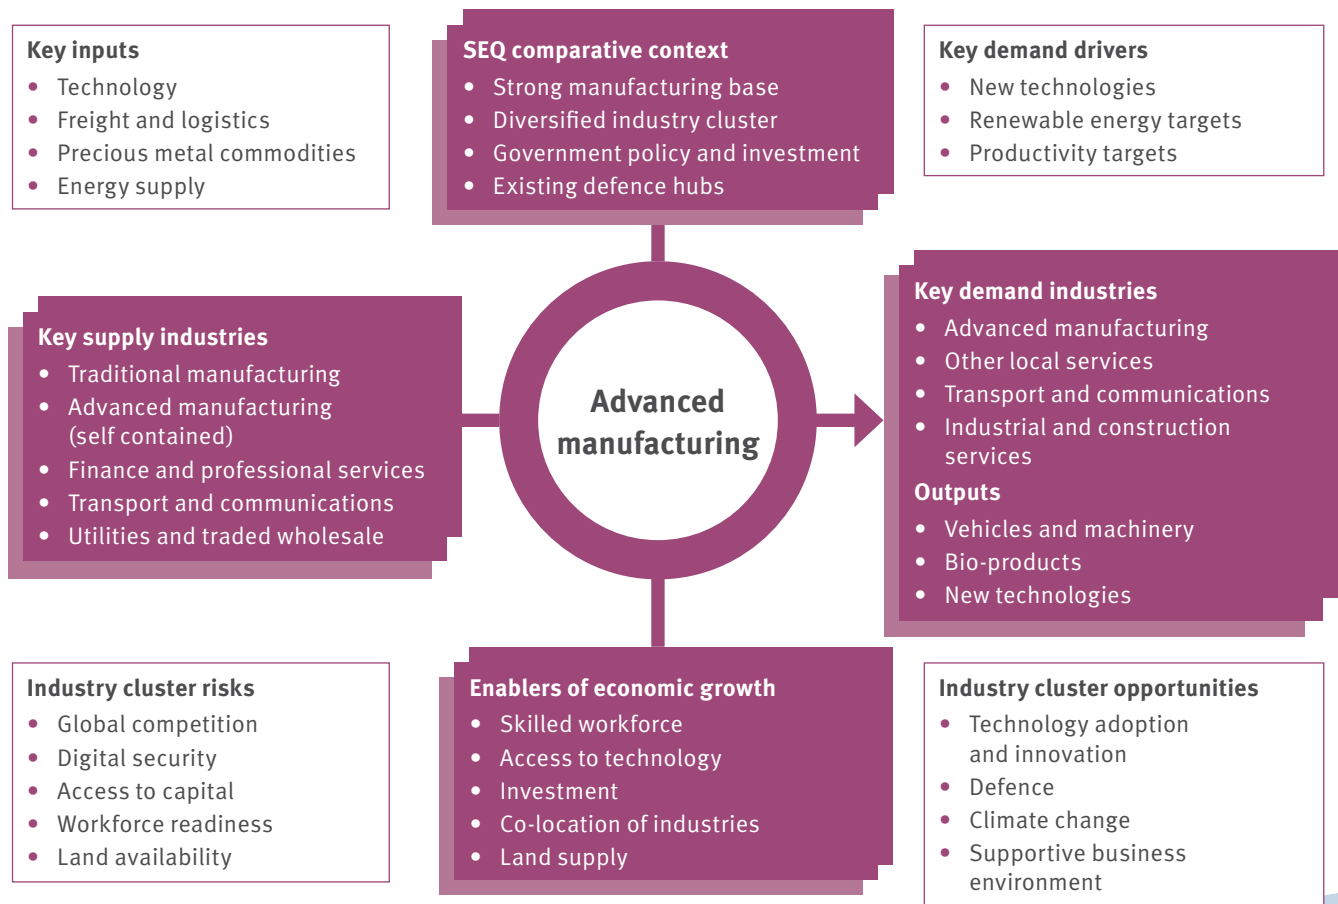 Key inputs
• Technology
• Freight and logistics
• Precious metal commodities
• Energy supply
SEQ comparative context
• Strong manufacturing base
• Diversified industry cluster
• Government policy and investment
• Existing defence hubs
Key demand drivers
• New technologies
• Renewable energy targets
• Productivity targets
Key supply industries
• Traditional manufacturing
• Advanced manufacturing
(self contained)
• Finance and professional services
• Transport and communications
• Utilities and traded wholesale
Advanced
manufacturing
Key demand industries
• Advanced manufacturing
• Other local services
• Transport and communications
• Industrial and construction
services
Outputs
• Vehicles and machinery
• Bio-products
• New technologies
Industry cluster risks
• Global competition
• Digital security
• Access to capital
• Workforce readiness
• Land availability
Enablers of economic growth
• Skilled workforce
• Access to technology
• Investment
• Co-location of industries
• Land supply
Industry cluster opportunities
• Technology adoption
and innovation
• Defence
• Climate change
• Supportive business
environment